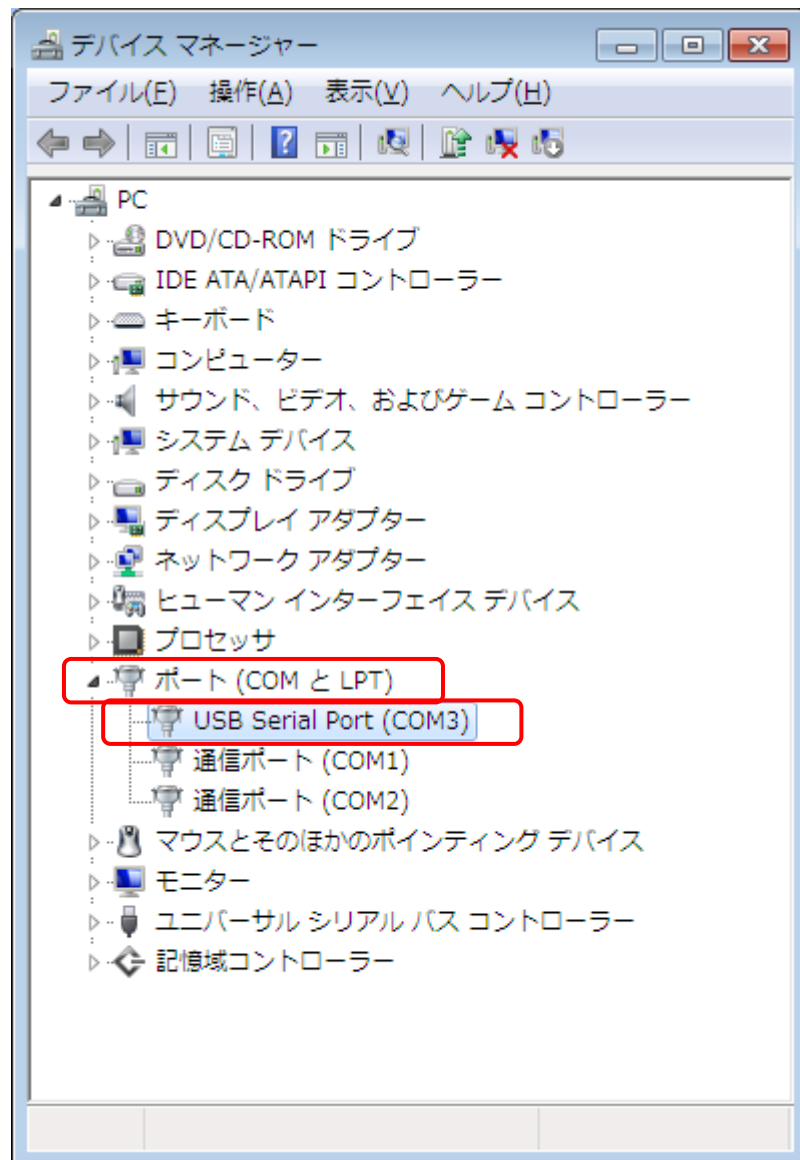 デバイス マネージャー
ファイル(F) 操作(A) 表示(V) ヘルプ(H)
PC
DVD/CD-ROM ドライブ
IDE ATA/ATAPI コントローラー
キーボード
コンピューター
サウンド、ビデオ、およびゲーム コントローラー
システム デバイス
ディスク ドライブ
ディスプレイ アダプター
ネットワーク アダプター
ヒューマン インターフェイス デバイス
プロセッサ
ポート (COM と LPT)
USB Serial Port (COM3)
通信ポート (COM1)
通信ポート (COM2)
マウスとそのほかのポインティング デバイス
モニター
ユニバーサル シリアル バス コントローラー
記憶域コントローラー